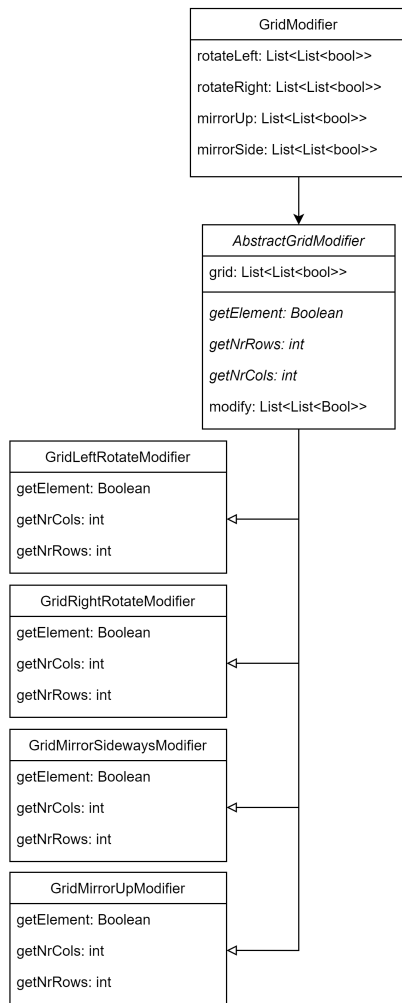 GridModifier
rotateLeft: List<List<bool>>
rotateRight: List<List<bool>>
mirrorUp: List<List<bool>>
mirrorSide: List<List<bool>>
AbstractGridModifier
grid: List<List<bool>>
getElement: Boolean
getNrRows: int
getNrCols: int
modify: List<List<Bool>>
GridLeftRotateModifier
getElement: Boolean
getNrCols: int
getNrRows: int
GridRightRotateModifier
getElement: Boolean
getNrCols: int
getNrRows: int
GridMirrorSidewaysModifier
getElement: Boolean
getNrCols: int
getNrRows: int
GridMirrorUpModifier
getElement: Boolean
getNrCols: int
getNrRows: int